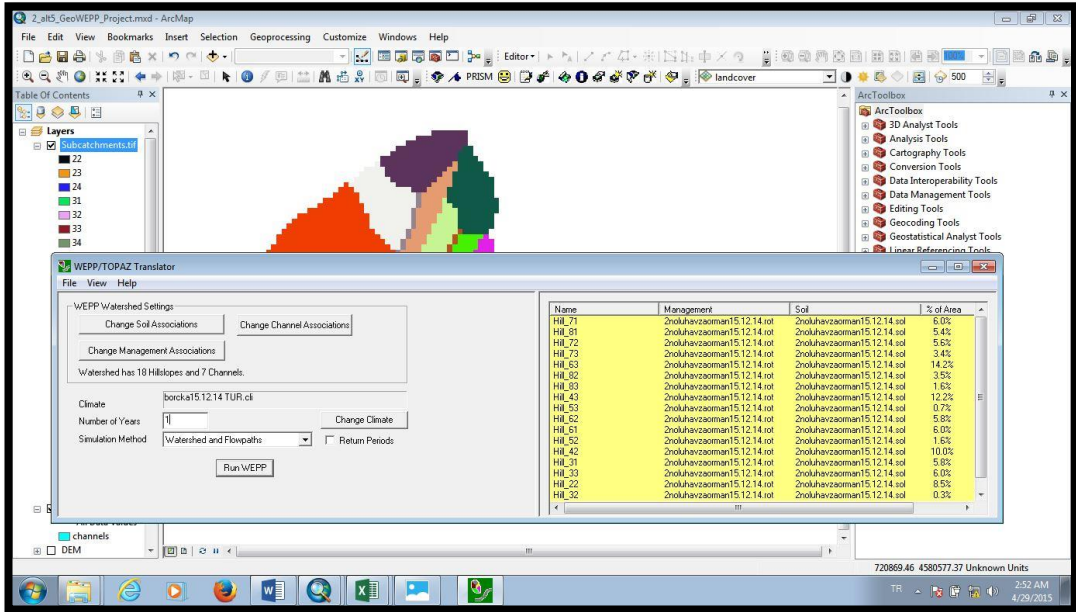 2_alt5_GeoWEPP_Project.mxd - ArcMap
File Edit View Bookmarks Insert Selection Geoprocessing Customize Windows Help
Editor
PRISM landcover 500
Table Of Contents
Layers
Subcatchments.tif
22
23
24
31
32
33
34
ArcToolbox
ArcToolbox
3D Analyst Tools
Analysis Tools
Cartography Tools
Conversion Tools
Data Interoperability Tools
Data Management Tools
Editing Tools
Geocoding Tools
Geostatistical Analyst Tools
Linear Referencing Tools
WEPP/TOPAZ Translator
File View Help
WEPP Watershed Settings
Change Soil Associations Change Channel Associations
Change Management Associations
Watershed has 18 Hillslopes and 7 Channels.
Climate borcka15.12.14 TUR.cli
Number of Years 1 Change Climate
Simulation Method Watershed and Flowpaths Return Periods
Run WEPP
Name Management Soil % of Area
Hill_71 2noluhavzaorman15.12.14.rot 2noluhavzaorman15.12.14.sol 6.0%
Hill_81 2noluhavzaorman15.12.14.rot 2noluhavzaorman15.12.14.sol 5.4%
Hill_72 2noluhavzaorman15.12.14.rot 2noluhavzaorman15.12.14.sol 5.6%
Hill_73 2noluhavzaorman15.12.14.rot 2noluhavzaorman15.12.14.sol 3.4%
Hill_63 2noluhavzaorman15.12.14.rot 2noluhavzaorman15.12.14.sol 14.2%
Hill_82 2noluhavzaorman15.12.14.rot 2noluhavzaorman15.12.14.sol 3.5%
Hill_83 2noluhavzaorman15.12.14.rot 2noluhavzaorman15.12.14.sol 1.6%
Hill_43 2noluhavzaorman15.12.14.rot 2noluhavzaorman15.12.14.sol 12.2%
Hill_53 2noluhavzaorman15.12.14.rot 2noluhavzaorman15.12.14.sol 0.7%
Hill_62 2noluhavzaorman15.12.14.rot 2noluhavzaorman15.12.14.sol 5.8%
Hill_61 2noluhavzaorman15.12.14.rot 2noluhavzaorman15.12.14.sol 6.0%
Hill_52 2noluhavzaorman15.12.14.rot 2noluhavzaorman15.12.14.sol 1.6%
Hill_42 2noluhavzaorman15.12.14.rot 2noluhavzaorman15.12.14.sol 10.0%
Hill_31 2noluhavzaorman15.12.14.rot 2noluhavzaorman15.12.14.sol 5.8%
Hill_33 2noluhavzaorman15.12.14.rot 2noluhavzaorman15.12.14.sol 6.0%
Hill_22 2noluhavzaorman15.12.14.rot 2noluhavzaorman15.12.14.sol 8.5%
Hill_32 2noluhavzaorman15.12.14.rot 2noluhavzaorman15.12.14.sol 0.3%
channels
DEM
720869.46 4580577.37 Unknown Units
TR 2:52 AM
4/29/2015